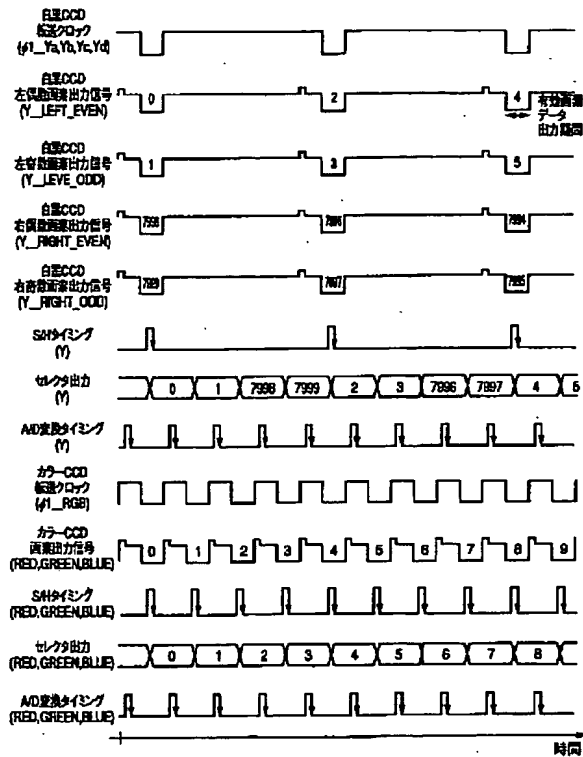 白黒CCD
転送クロック
(φ1_Ya,Yb,Yc,Yd)
白黒CCD
左偶数画素出力信号
(Y_LEFT_EVEN)
0
2
4
有効画素
データ
出力期間
白黒CCD
左奇数画素出力信号
(Y_LEVE_ODD)
1
3
5
白黒CCD
右偶数画素出力信号
(Y_RIGHT_EVEN)
7998
7996
7994
白黒CCD
右奇数画素出力信号
(Y_RIGHT_ODD)
7999
7997
7995
S/Hタイミング
(Y)
セレクタ出力
(Y)
0 1 7998 7999 2 3 7996 7997 4 5
A/D変換タイミング
(Y)
カラーCCD
転送クロック
(φ1_RGB)
カラーCCD
画素出力信号
(RED,GREEN,BLUE)
0 1 2 3 4 5 6 7 8 9
S/Hタイミング
(RED,GREEN,BLUE)
セレクタ出力
(RED,GREEN,BLUE)
0 1 2 3 4 5 6 7 8
A/D変換タイミング
(RED,GREEN,BLUE)
時間